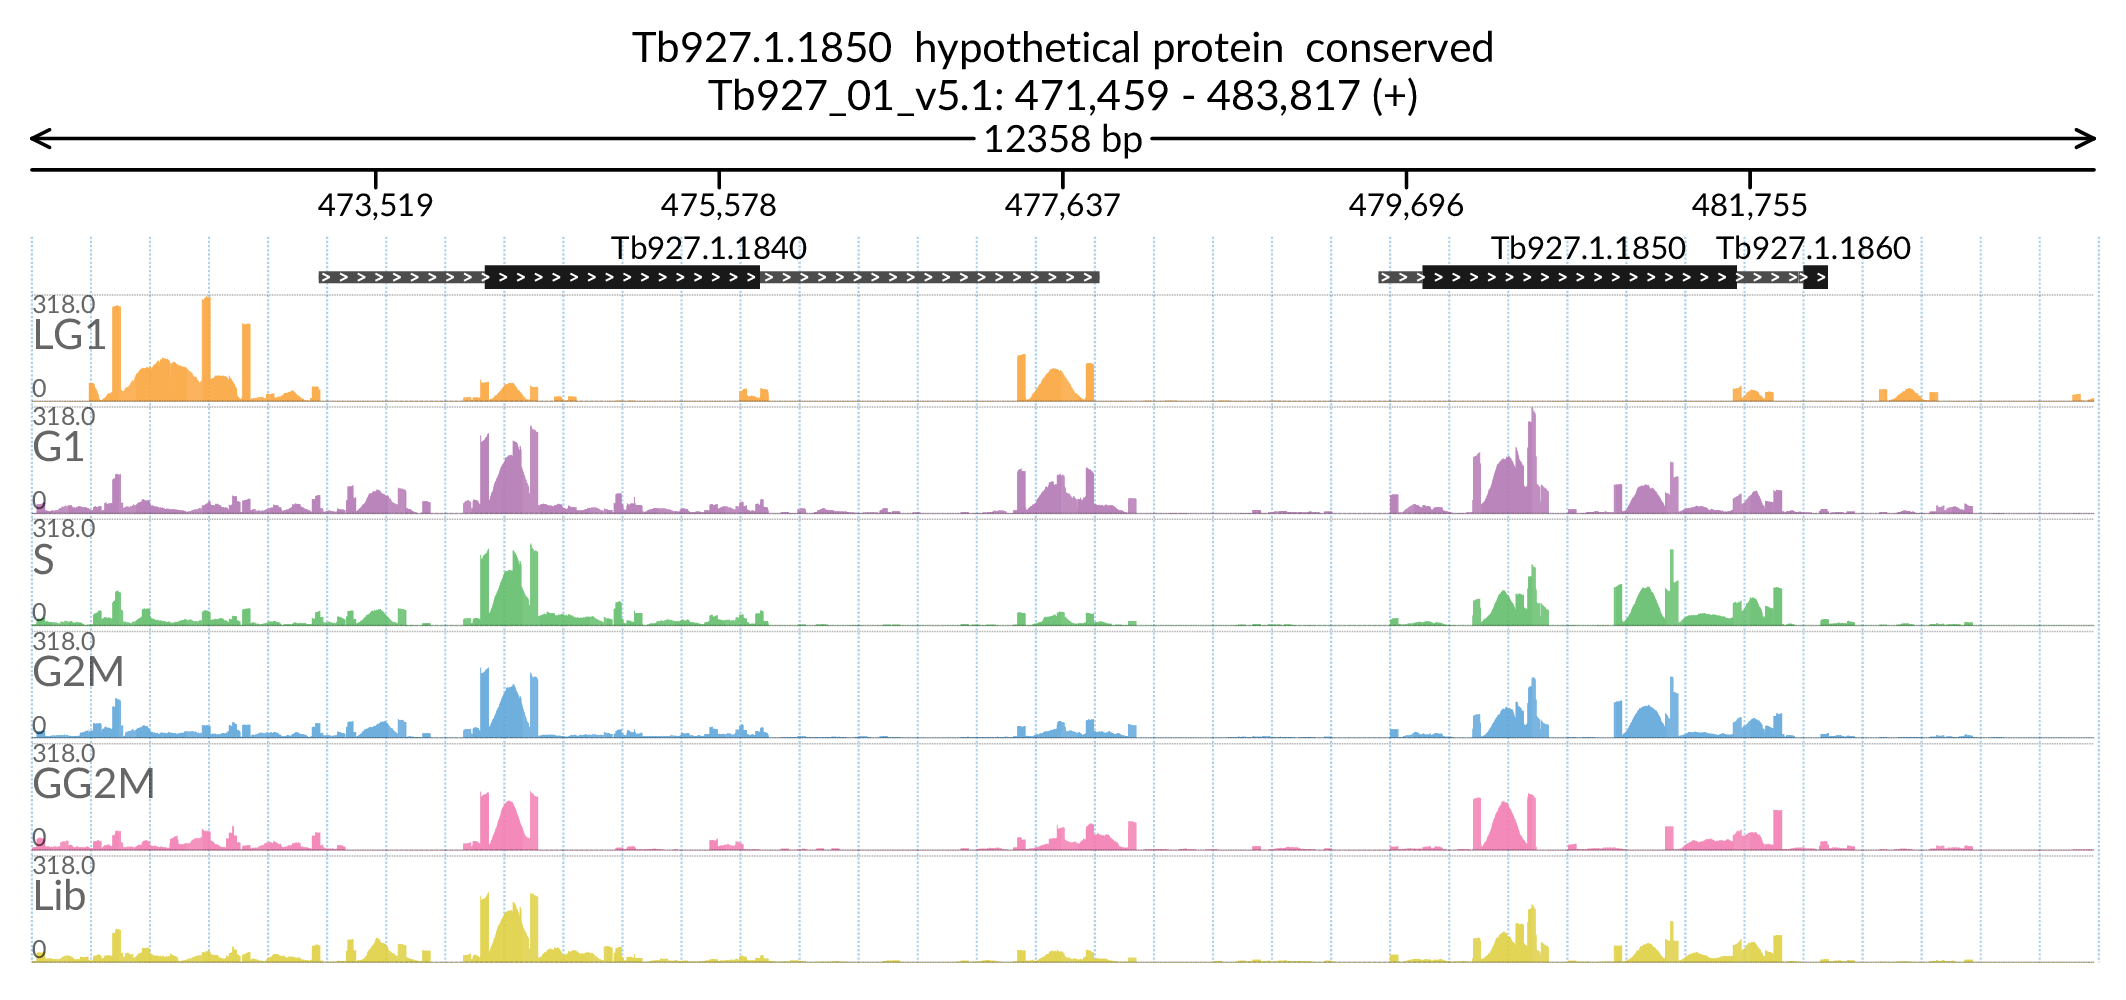 Tb927.1.1850  hypothetical protein  conserved
Tb927_01_v5.1: 471,459 - 483,817 (+)
12358 bp
473,519 475,578 477,637 479,696 481,755
Tb927.1.1840 Tb927.1.1850 Tb927.1.1860
318.0
LG1
0
318.0
G1
0
318.0
S
0
318.0
G2M
0
318.0
GG2M
0
318.0
Lib
0